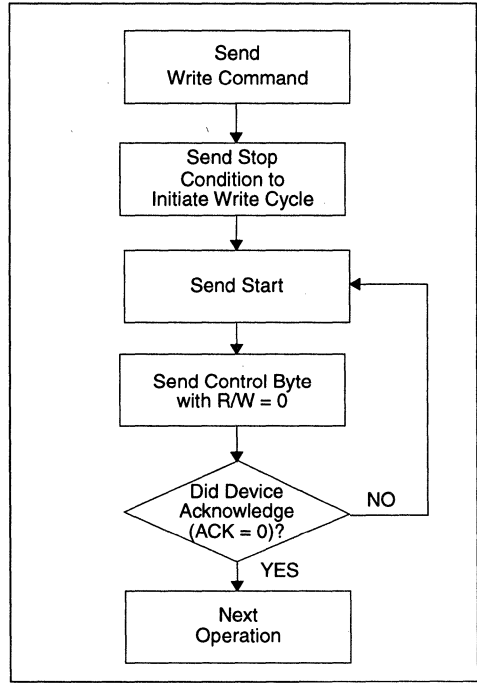 Send
Write Command
Send Stop
Condition to
Initiate Write Cycle
Send Start
Send Control Byte
with R/W = 0
Did Device
Acknowledge
(ACK = 0)?
NO
YES
Next
Operation